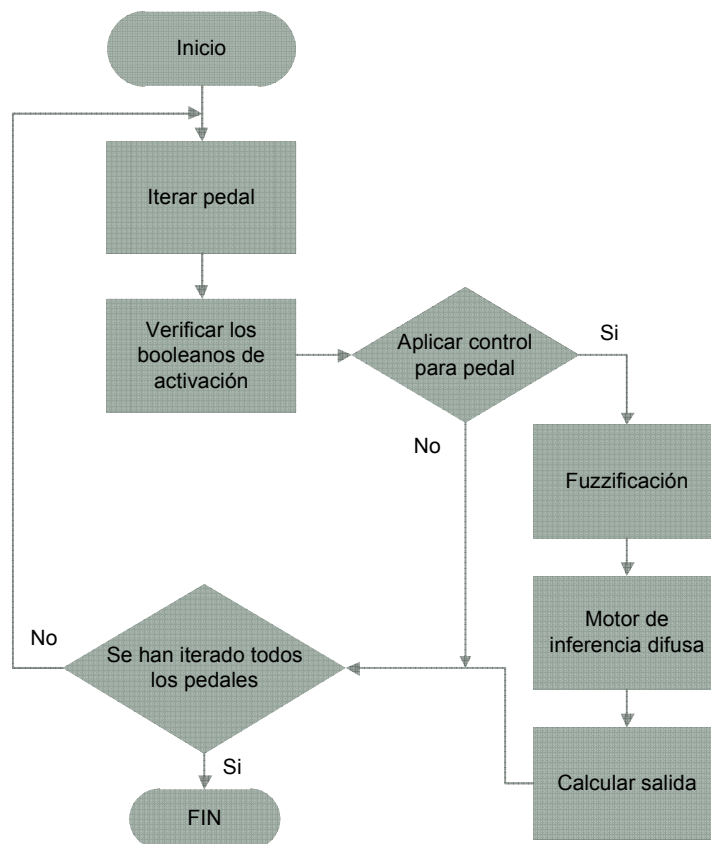 Inicio
Iterar pedal
Verificar los
booleanos de
activación
Aplicar control
para pedal
Si
No
Fuzzificación
Motor de
inferencia difusa
Calcular salida
Se han iterado todos
los pedales
No
Si
FIN